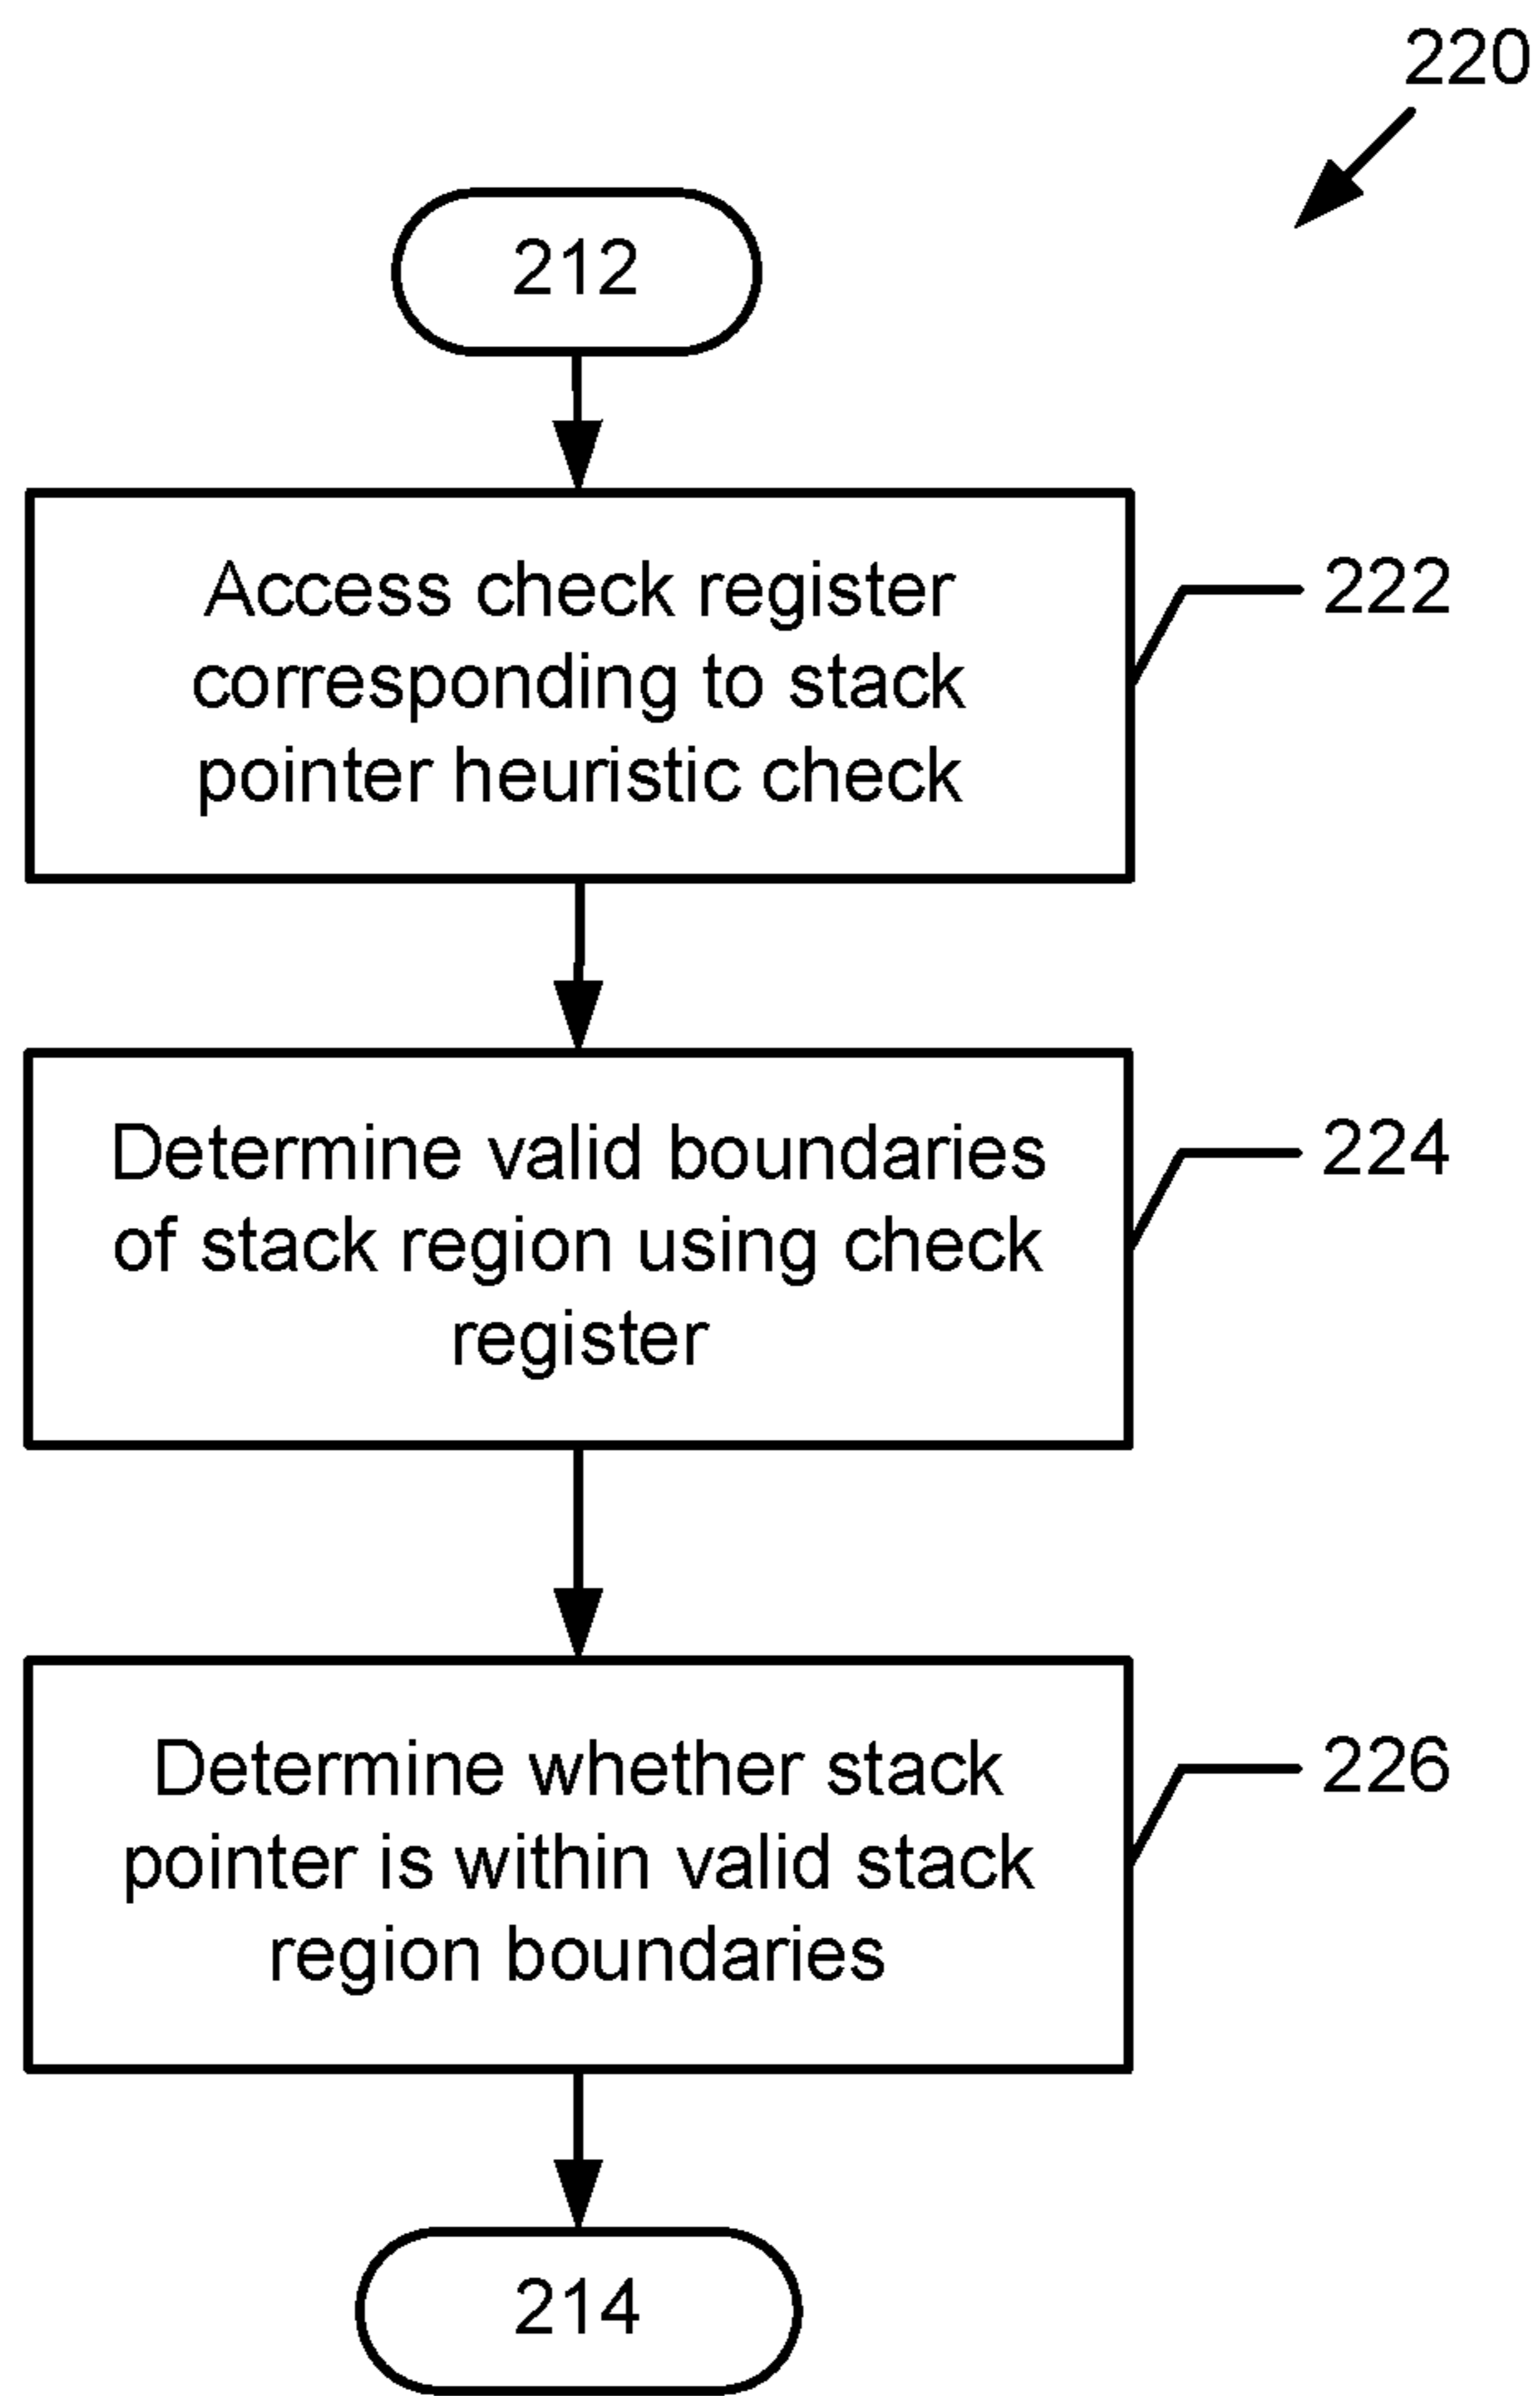 220
212
Access check register
corresponding to stack
pointer heuristic check
222
Determine valid boundaries
of stack region using check
register
224
Determine whether stack
pointer is within valid stack
region boundaries
226
214